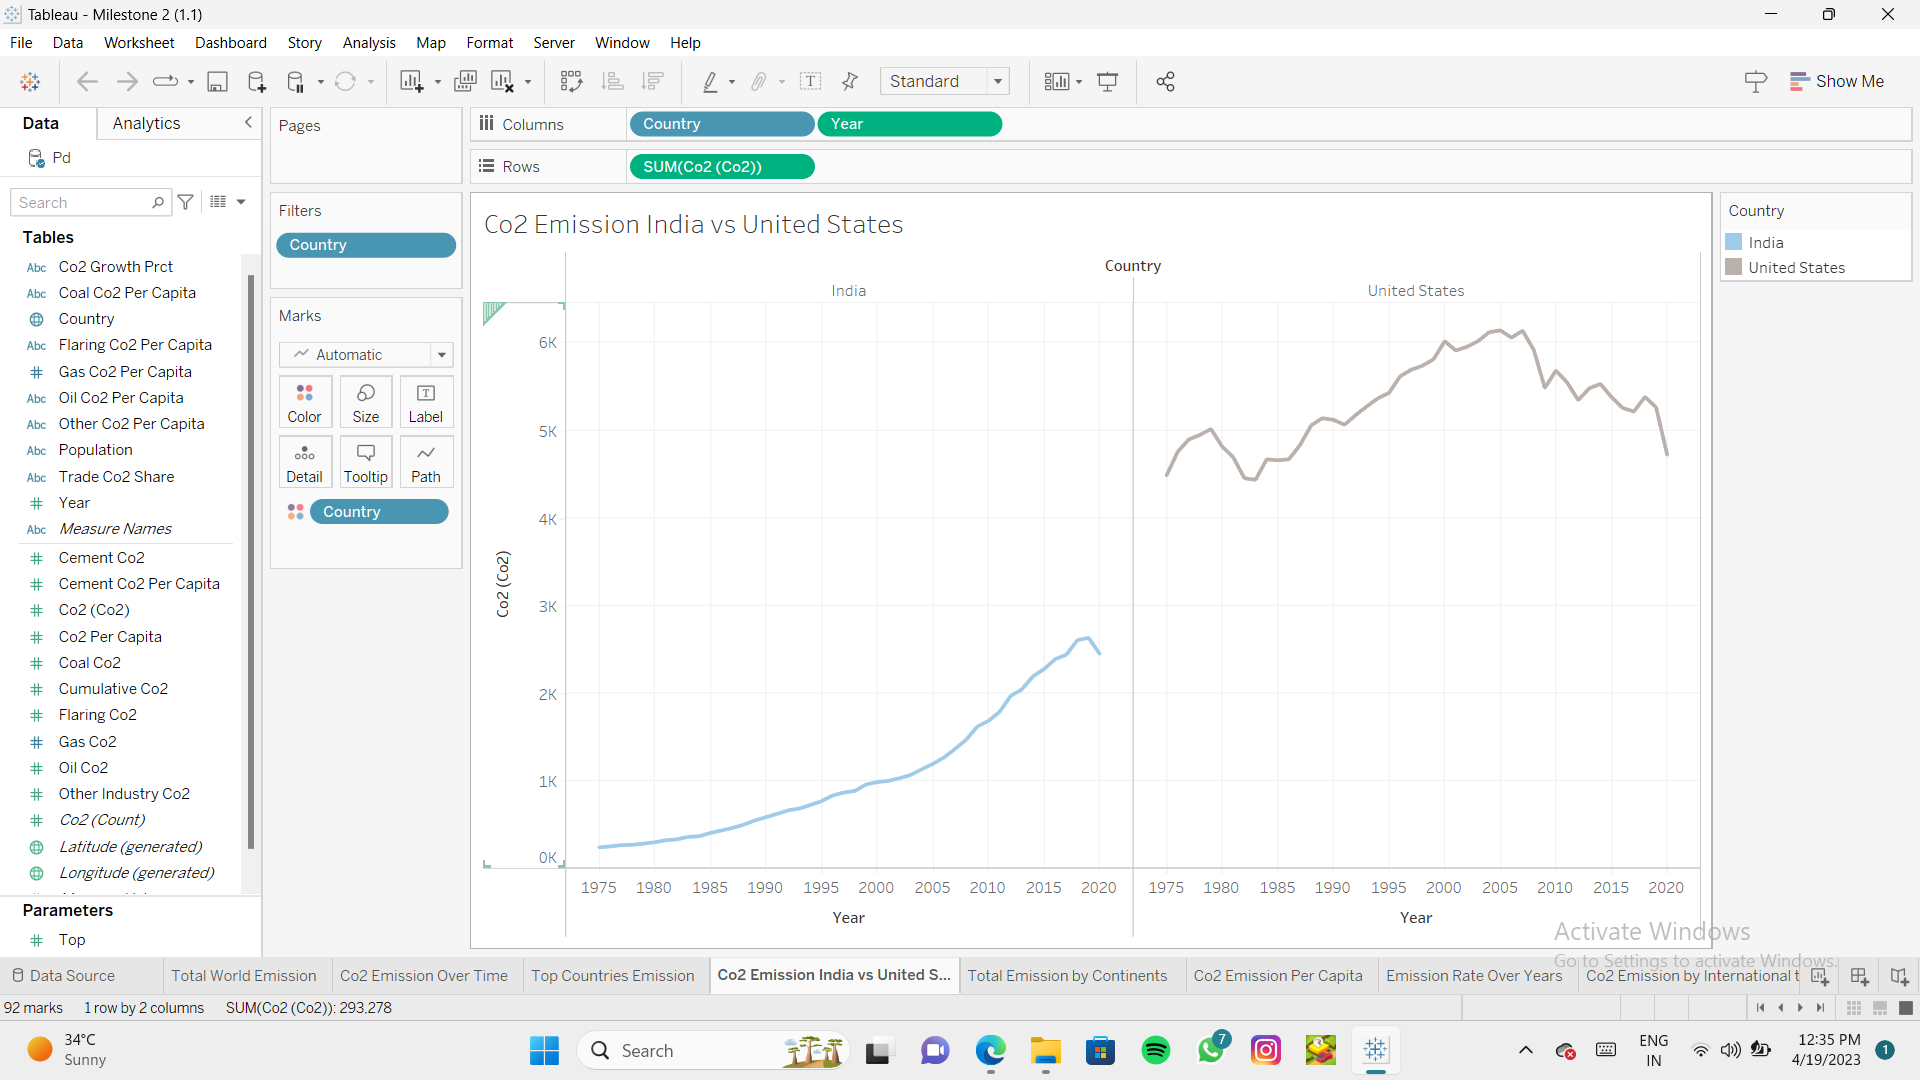 Tableau - Milestone 2 (1.1)
File Data Worksheet Dashboard Story Analysis Map Format Server Window Help
Standard
Show Me
Data
Analytics
Pd
Search
Tables
Abc Co2 Growth Prct
Abc Coal Co2 Per Capita
Country
Abc Flaring Co2 Per Capita
Gas Co2 Per Capita
Abc Oil Co2 Per Capita
Abc Other Co2 Per Capita
Abc Population
Abc Trade Co2 Share
Year
Abc Measure Names
Cement Co2
Cement Co2 Per Capita
Co2 (Co2)
Co2 Per Capita
Coal Co2
Cumulative Co2
Flaring Co2
Gas Co2
Oil Co2
Other Industry Co2
Co2 (Count)
Latitude (generated)
Longitude (generated)
Parameters
Top
Pages
Filters
Country
Marks
Automatic
Color Size Label
Detail Tooltip Path
Country
Columns Country Year
Rows SUM(Co2 (Co2))
Co2 Emission India vs United States
Country
India United States
Co2 (Co2)
6K
5K
4K
3K
2K
1K
0K
1975 1980 1985 1990 1995 2000 2005 2010 2015 2020 1975 1980 1985 1990 1995 2000 2005 2010 2015 2020
Year Year
Country
India
United States
Activate Windows
Go to Settings to activate Windows.
Data Source Total World Emission Co2 Emission Over Time Top Countries Emission Co2 Emission India vs United S... Total Emission by Continents Co2 Emission Per Capita Emission Rate Over Years Co2 Emission by International t
92 marks 1 row by 2 columns SUM(Co2 (Co2)): 293,278
34°C
Sunny
Search
7
ENG
IN
12:35 PM
4/19/2023
1